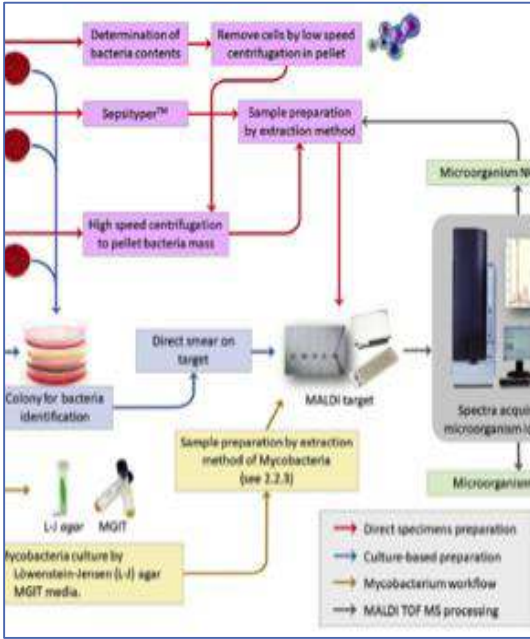 Determination of
bacteria contents
Remove cells by low speed
centrifugation in pellet
Sepsityper™
Sample preparation
by extraction method
Microorganism
High speed centrifugation
to pellet bacteria mass
Direct smear on
target
Colony for bacteria
identification
MALDI target
Spectra
microorganism
Sample preparation by extraction
method of Mycobacteria
(see 2.2.3)
L-J agar
MGIT
Microorganism
Mycobacteria culture by
Löwenstein-Jensen (L-J) agar
MGIT media.
Direct specimens preparation
Culture-based preparation
Mycobacterium workflow
MALDI TOF MS processing